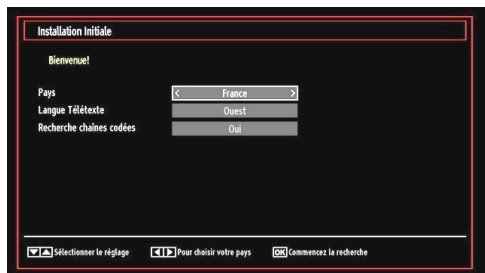 Installation Initiale
Bienvenue!
Pays < France >
Langue Télétexte Ouest
Recherche chaines codées Oui
Sélectionner le réglage Pour choisir votre pays OK Commencez la recherche